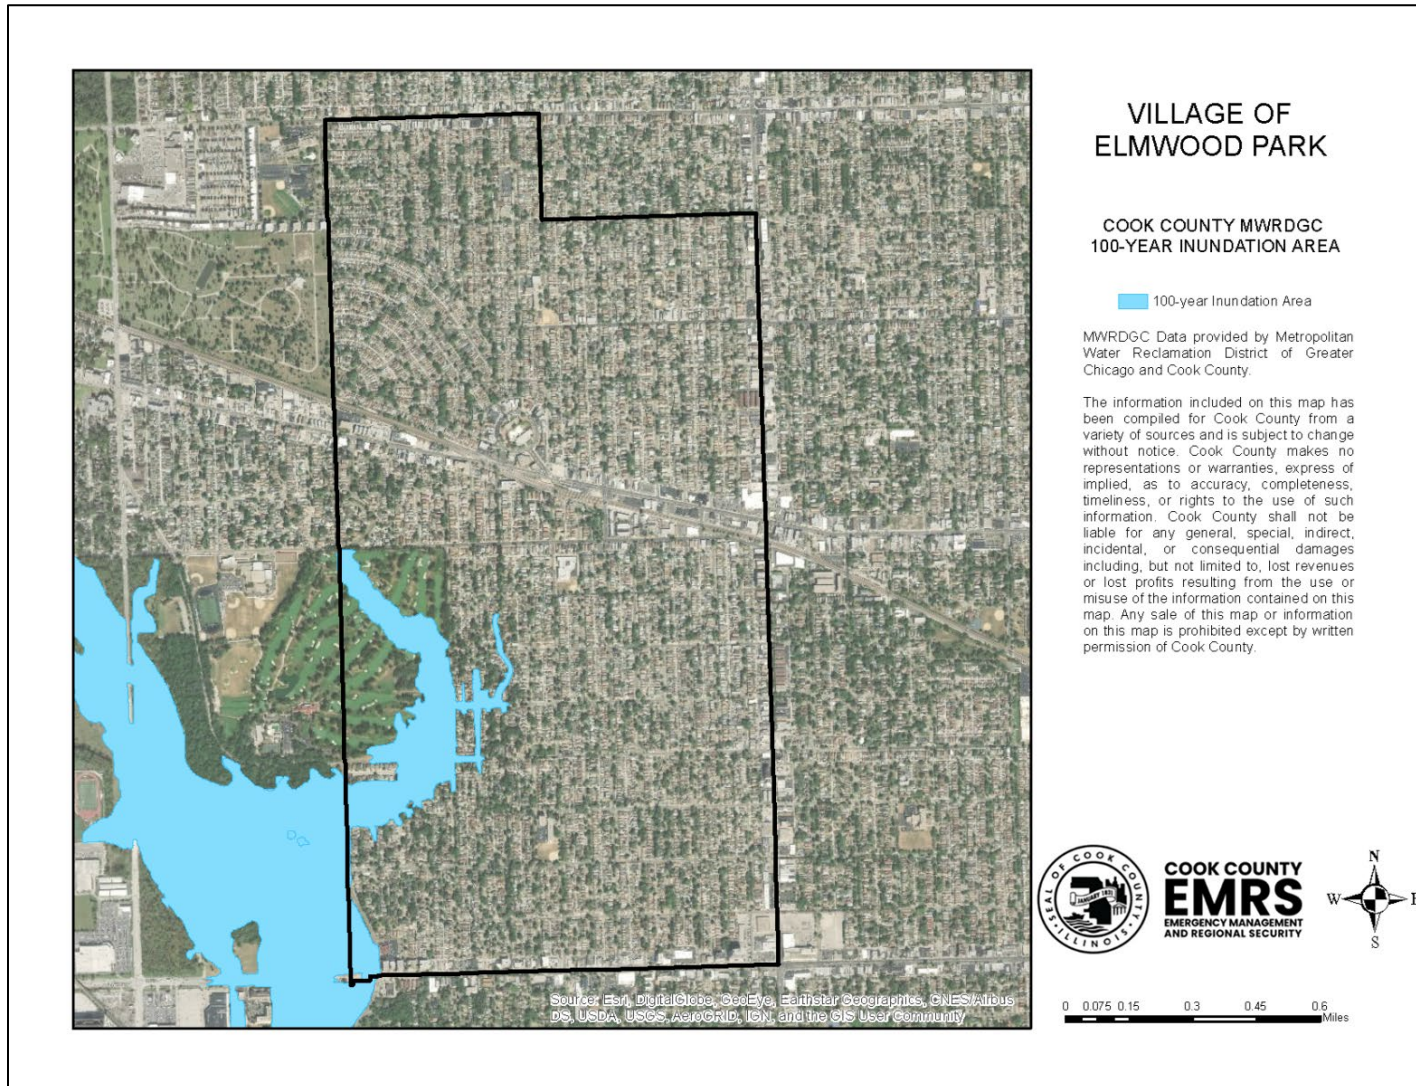 VILLAGE OF
ELMWOOD PARK
COOK COUNTY MWRDGC
100-YEAR INUNDATION AREA
100-year Inundation Area
MWRDGC Data provided by Metropolitan
Water Reclamation District of Greater
Chicago and Cook County.
The information included on this map has
been compiled for Cook County from a
variety of sources and is subject to change
without notice. Cook County makes no
representations or warranties, express of
implied, as to accuracy, completeness,
timeliness, or rights to the use of such
information. Cook County shall not be
liable for any general, special, indirect,
incidental, or consequential damages
including, but not limited to, lost revenues
or lost profits resulting from the use or
misuse of the information contained on this
map. Any sale of this map or information
on this map is prohibited except by written
permission of Cook County.
SEAL OF COOK COUNTY
JANUARY 1831
ILLINOIS
COOK COUNTY
EMRS
EMERGENCY MANAGEMENT
AND REGIONAL SECURITY
N
W E
S
0 0.075 0.15 0.3 0.45 0.6
Miles
Source: Esri, DigitalGlobe, GeoEye, Earthstar Geographics, CNES/Airbus
DS, USDA, USGS, AeroGRID, IGN, and the GIS User Community